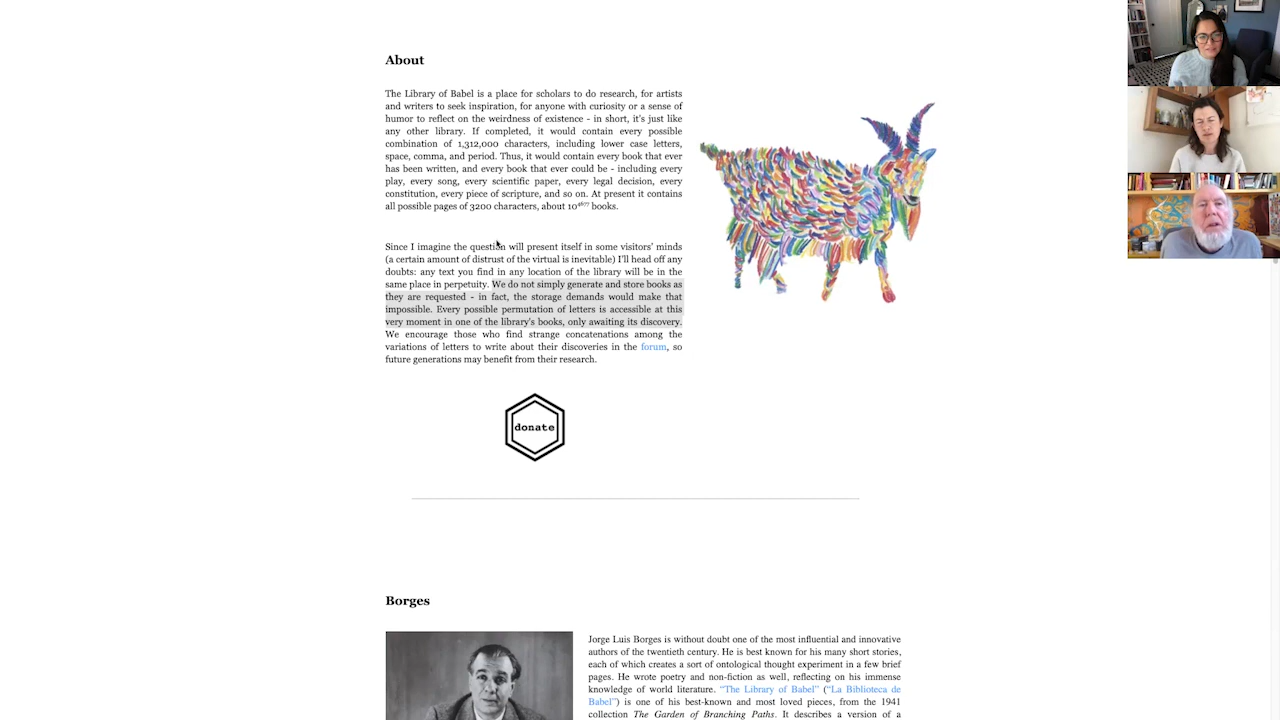 About
The Library of Babel is a place for scholars to do research, for artists
and writers to seek inspiration, for anyone with curiosity or a sense of
humor to reflect on the weirdness of existence - in short, it's just like
any other library. If completed, it would contain every possible
combination of 1,312,000 characters, including lower case letters,
space, comma, and period. Thus, it would contain every book that ever
has been written, and every book that ever could be - including every
play, every song, every scientific paper, every legal decision, every
constitution, every piece of scripture, and so on. At present it contains
all possible pages of 3200 characters, about 10⁴⁶⁷⁷ books.
Since I imagine the question will present itself in some visitors' minds
(a certain amount of distrust of the virtual is inevitable) I'll head off any
doubts: any text you find in any location of the library will be in the
same place in perpetuity. We do not simply generate and store books as
they are requested - in fact, the storage demands would make that
impossible. Every possible permutation of letters is accessible at this
very moment in one of the library's books, only awaiting its discovery.
We encourage those who find strange concatenations among the
variations of letters to write about their discoveries in the forum, so
future generations may benefit from their research.
donate
Borges
Jorge Luis Borges is without doubt one of the most influential and innovative
authors of the twentieth century. He is best known for his many short stories,
each of which creates a sort of ontological thought experiment in a few brief
pages. He wrote poetry and non-fiction as well, reflecting on his immense
knowledge of world literature. "The Library of Babel" ("La Biblioteca de
Babel") is one of his best-known and most loved pieces, from the 1941
collection The Garden of Branching Paths. It describes a version of a